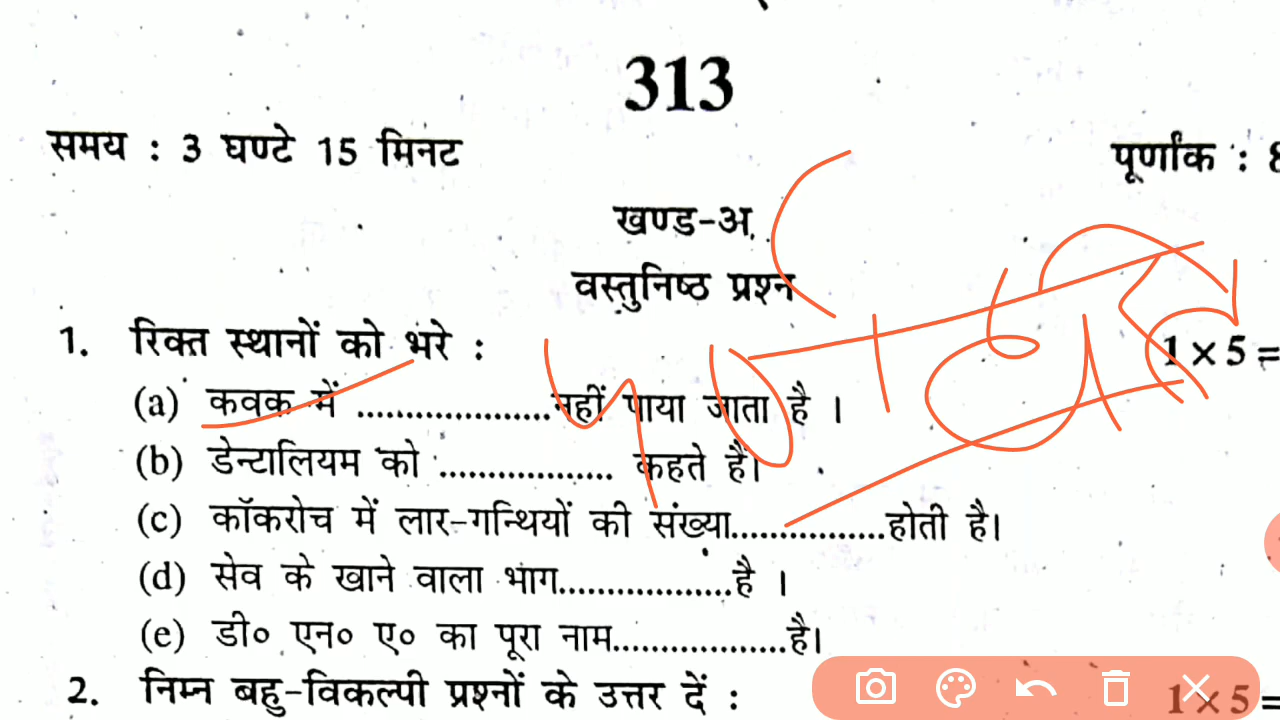 313
समय : 3 घण्टे 15 मिनट
पूर्णांक : 8
खण्ड-अ
वस्तुनिष्ठ प्रश्न
1. रिक्त स्थानों को भरे :
1 × 5 =
(a) कवक में ....................नहीं पाया जाता है ।
(b) डेन्टालियम को .................. कहते हैं।
(c) कॉकरोच में लार-गन्थियों की संख्या................होती है।
(d) सेव के खाने वाला भाग..................है ।
(e) डी० एन० ए० का पूरा नाम..................है।
2. निम्न बहु-विकल्पी प्रश्नों के उत्तर दें :
1 × 5 =